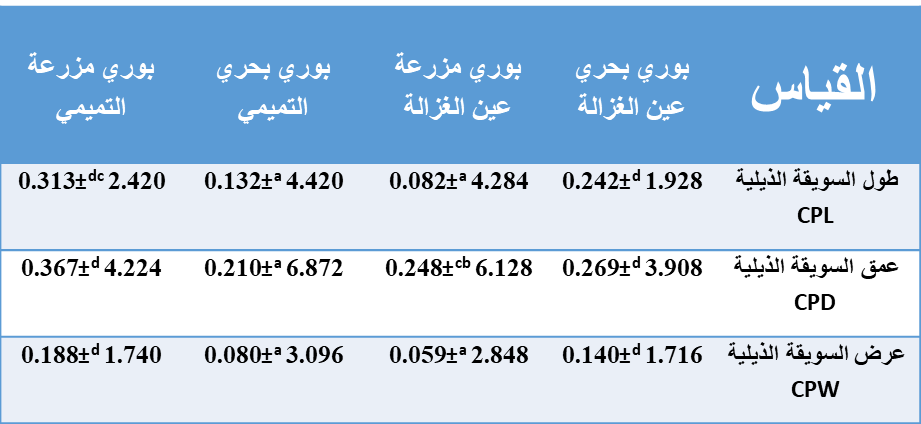 القياس
بوري بحري
عين الغزالة
بوري مزرعة
عين الغزالة
بوري بحري
التميمي
بوري مزرعة
التميمي
طول السويقة الذيلية
CPL
0.242±ᵈ 1.928
0.082±ᵃ 4.284
0.132±ᵃ 4.420
0.313±ᵈᶜ 2.420
عمق السويقة الذيلية
CPD
0.269±ᵈ 3.908
0.248±ᶜᵇ 6.128
0.210±ᵃ 6.872
0.367±ᵈ 4.224
عرض السويقة الذيلية
CPW
0.140±ᵈ 1.716
0.059±ᵃ 2.848
0.080±ᵃ 3.096
0.188±ᵈ 1.740